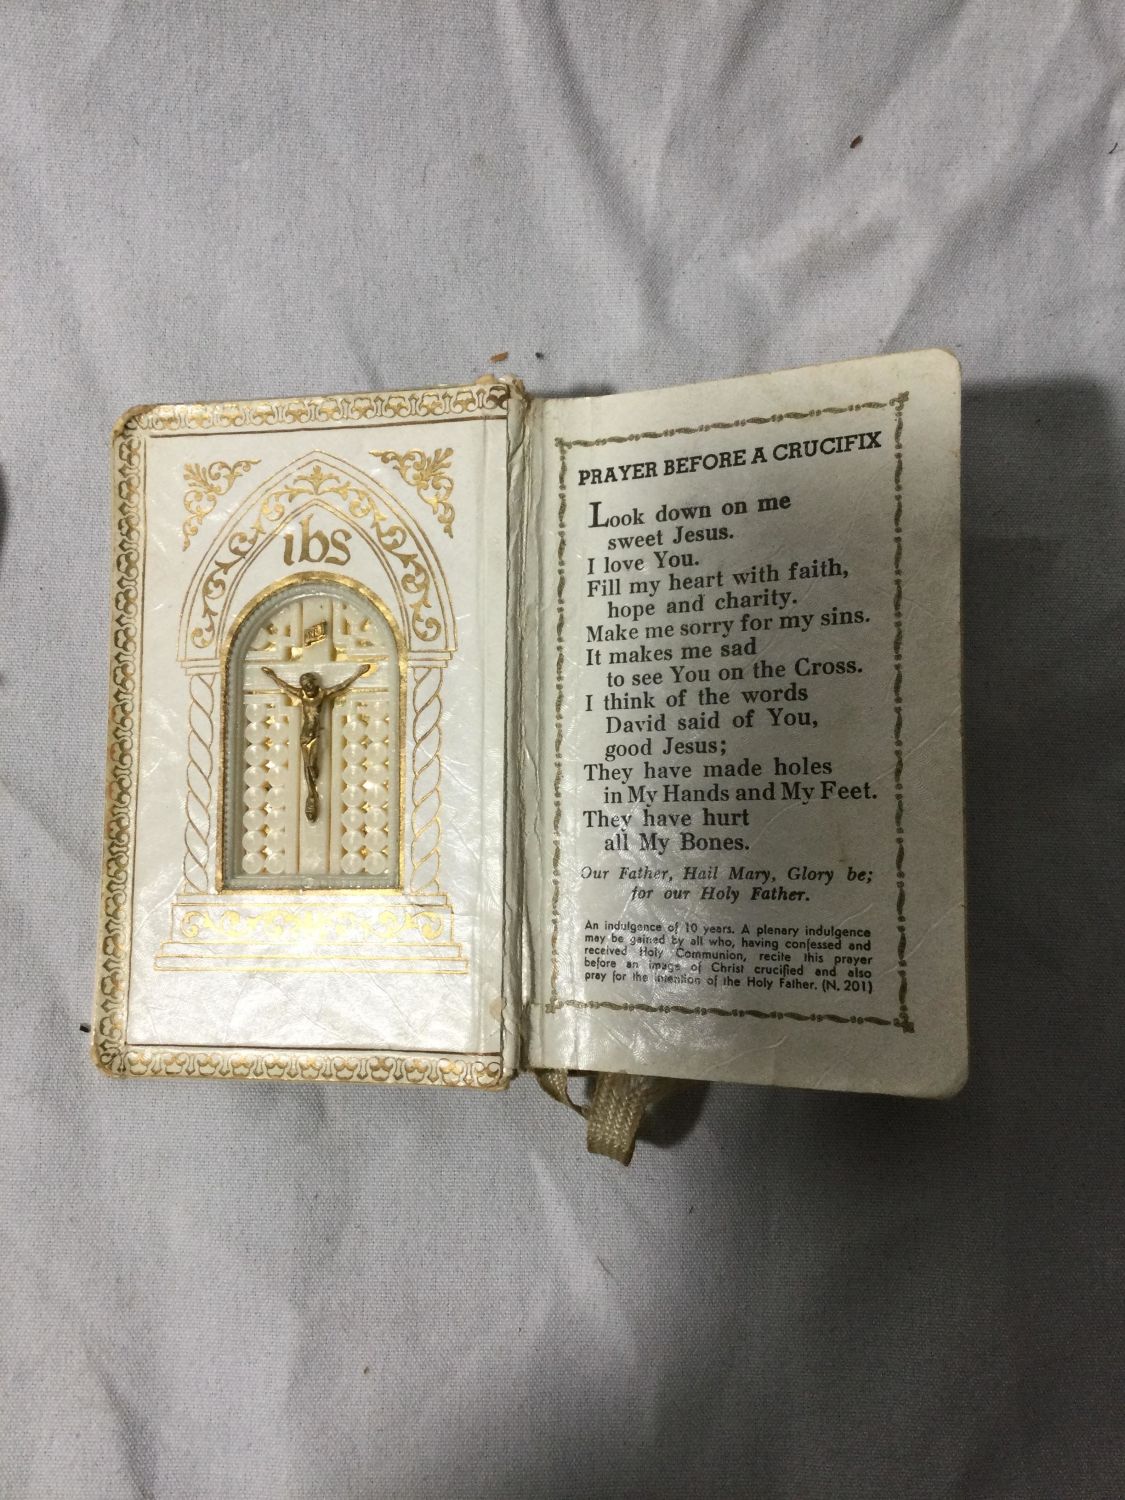 ihs
INRI
PRAYER BEFORE A CRUCIFIX
Look down on me
sweet Jesus.
I love You.
Fill my heart with faith,
hope and charity.
Make me sorry for my sins.
It makes me sad
to see You on the Cross.
I think of the words
David said of You,
good Jesus;
They have made holes
in My Hands and My Feet.
They have hurt
all My Bones.
Our Father, Hail Mary, Glory be;
for our Holy Father.
An indulgence of 10 years. A plenary indulgence
may be gained by all who, having confessed and
received Holy Communion, recite this prayer
before an image of Christ crucified and also
pray for the intention of the Holy Father. (N. 201)